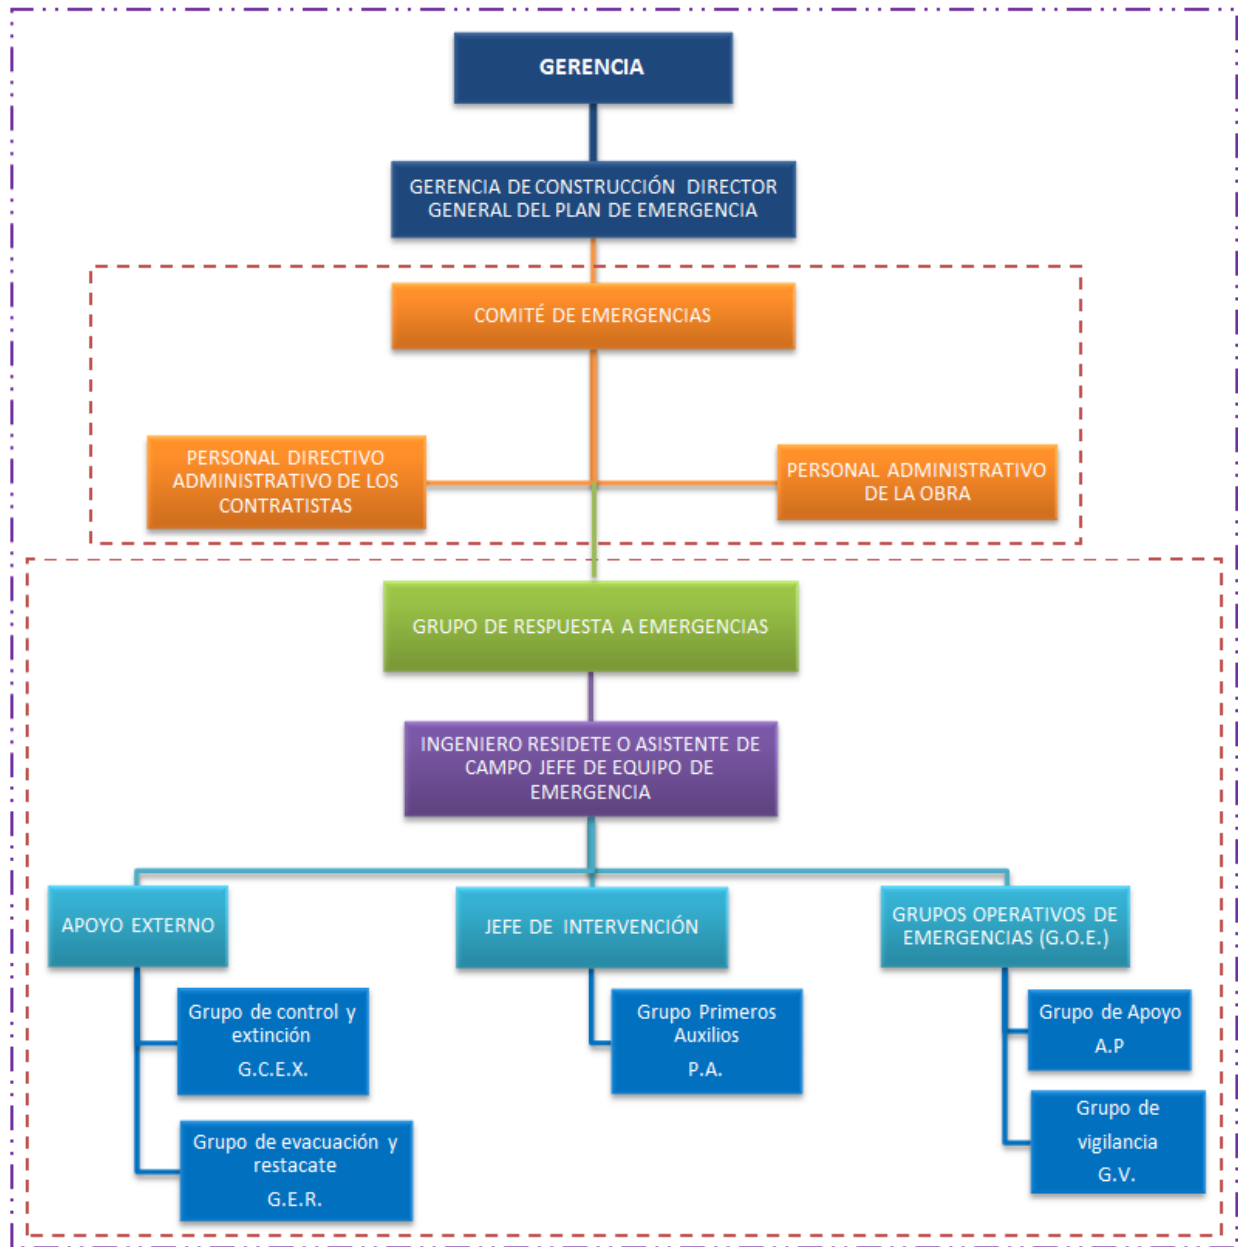 GERENCIA
GERENCIA DE CONSTRUCCIÓN DIRECTOR
GENERAL DEL PLAN DE EMERGENCIA
COMITÉ DE EMERGENCIAS
PERSONAL DIRECTIVO
ADMINISTRATIVO DE LOS
CONTRATISTAS
PERSONAL ADMINISTRATIVO
DE LA OBRA
GRUPO DE RESPUESTA A EMERGENCIAS
INGENIERO RESIDETE O ASISTENTE DE
CAMPO JEFE DE EQUIPO DE
EMERGENCIA
APOYO EXTERNO
JEFE DE INTERVENCIÓN
GRUPOS OPERATIVOS DE
EMERGENCIAS (G.O.E.)
Grupo de control y
extinción
G.C.E.X.
Grupo Primeros
Auxilios
P.A.
Grupo de Apoyo
A.P
Grupo de evacuación y
restacate
G.E.R.
Grupo de
vigilancia
G.V.